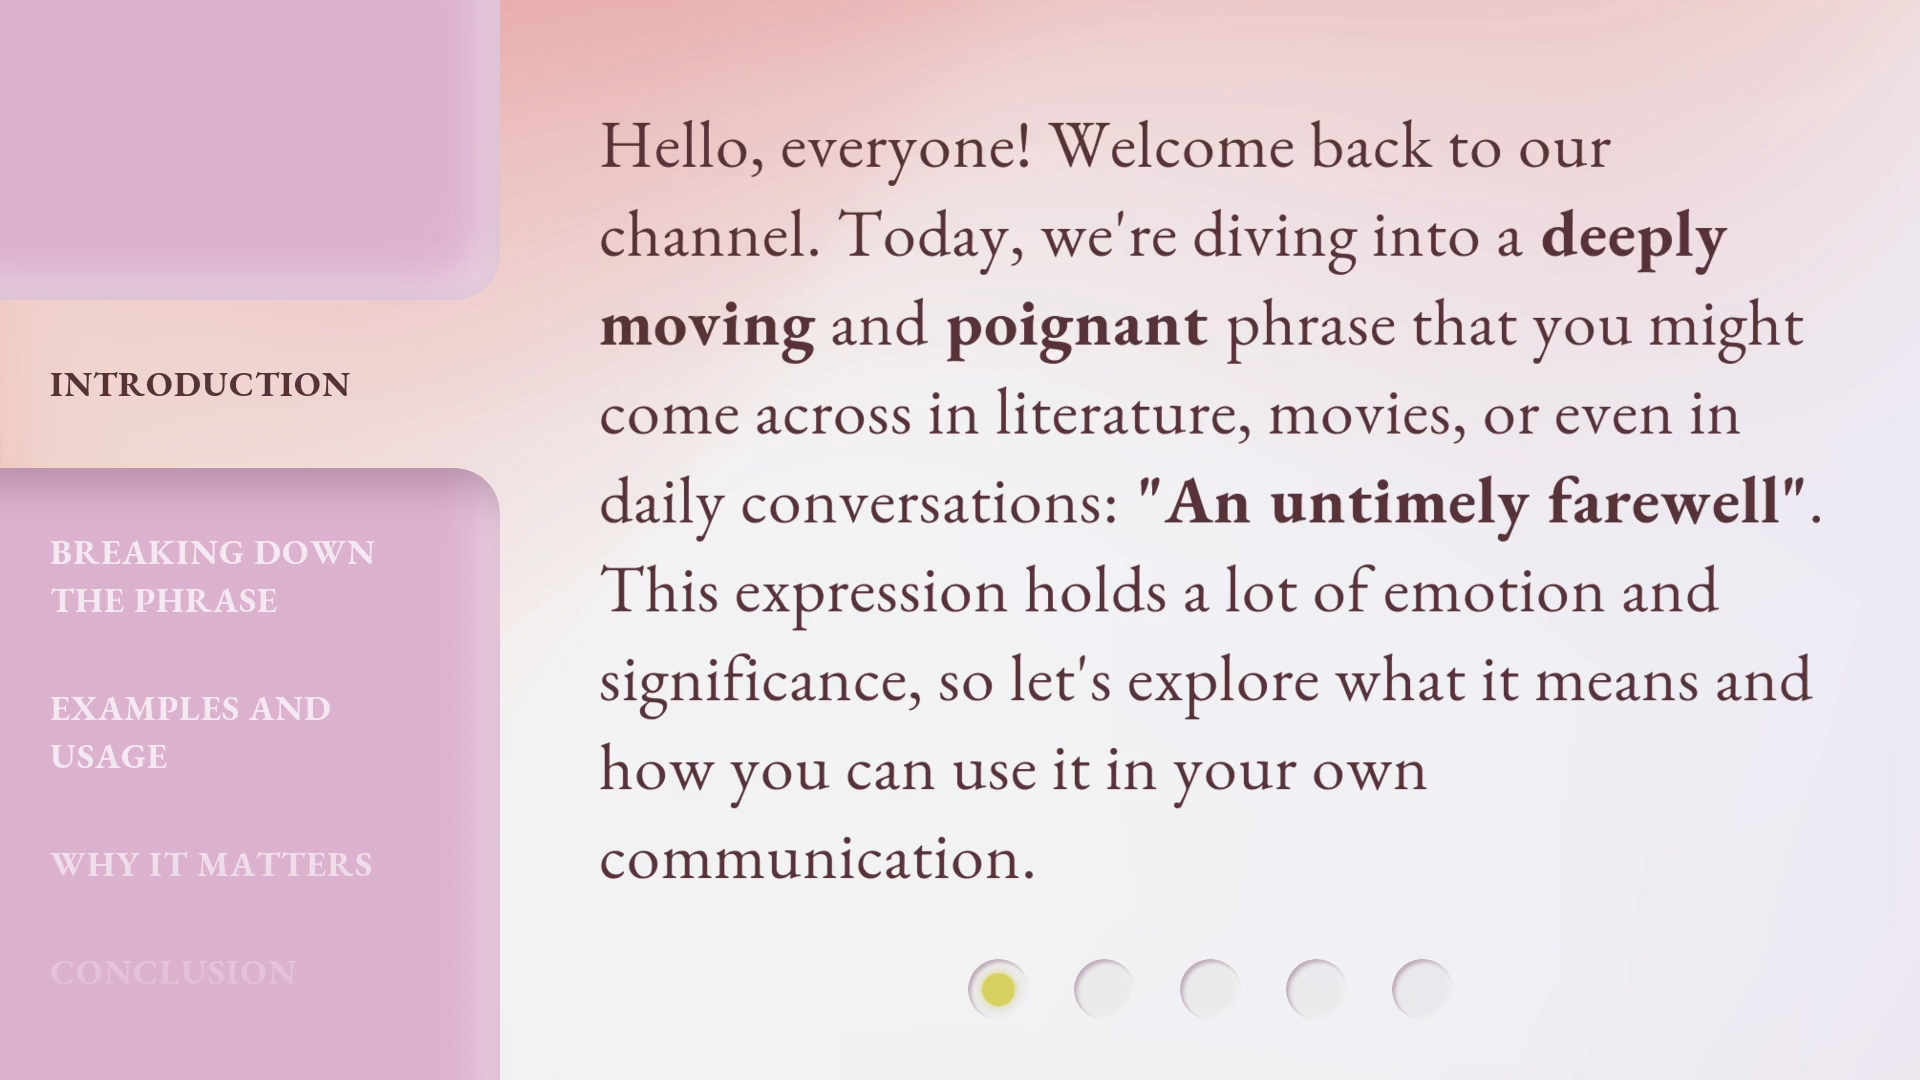 INTRODUCTION
BREAKING DOWN
THE PHRASE
EXAMPLES AND
USAGE
WHY IT MATTERS
CONCLUSION
Hello, everyone! Welcome back to our
channel. Today, we're diving into a deeply
moving and poignant phrase that you might
come across in literature, movies, or even in
daily conversations: "An untimely farewell".
This expression holds a lot of emotion and
significance, so let's explore what it means and
how you can use it in your own
communication.